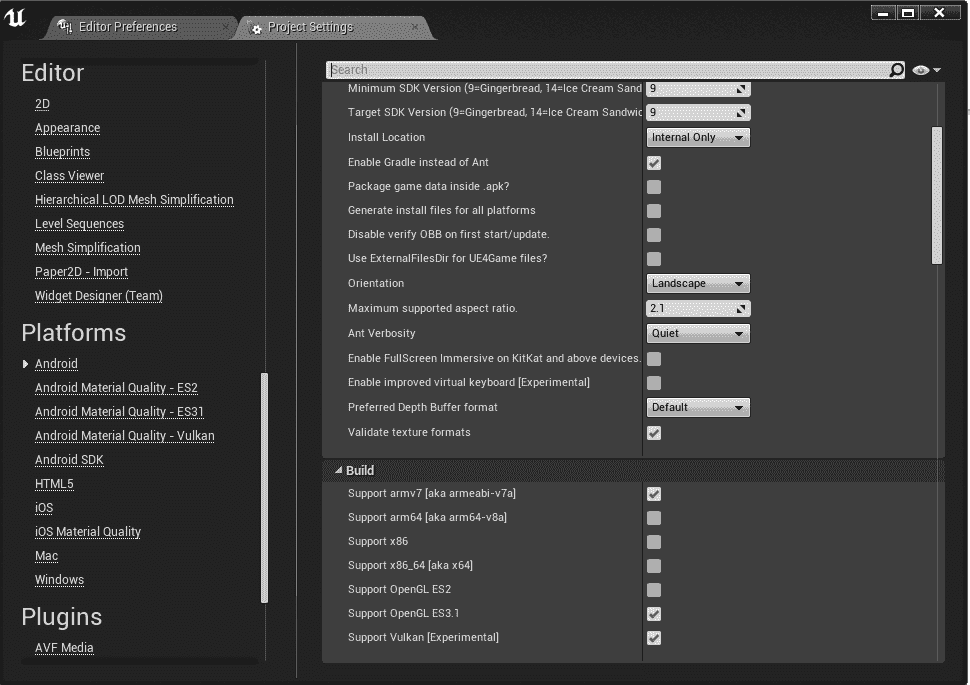 Editor Preferences
Project Settings
Editor
2D
Appearance
Blueprints
Class Viewer
Hierarchical LOD Mesh Simplification
Level Sequences
Mesh Simplification
Paper2D - Import
Widget Designer (Team)
Platforms
Android
Android Material Quality - ES2
Android Material Quality - ES31
Android Material Quality - Vulkan
Android SDK
HTML5
iOS
iOS Material Quality
Mac
Windows
Plugins
AVF Media
Search
Minimum SDK Version (9=Gingerbread, 14=Ice Cream Sand 9
Target SDK Version (9=Gingerbread, 14=Ice Cream Sandwic 9
Install Location Internal Only
Enable Gradle instead of Ant
Package game data inside .apk?
Generate install files for all platforms
Disable verify OBB on first start/update.
Use ExternalFilesDir for UE4Game files?
Orientation Landscape
Maximum supported aspect ratio. 2.1
Ant Verbosity Quiet
Enable FullScreen Immersive on KitKat and above devices.
Enable improved virtual keyboard [Experimental]
Preferred Depth Buffer format Default
Validate texture formats
Build
Support armv7 [aka armeabi-v7a]
Support arm64 [aka arm64-v8a]
Support x86
Support x86_64 [aka x64]
Support OpenGL ES2
Support OpenGL ES3.1
Support Vulkan [Experimental]